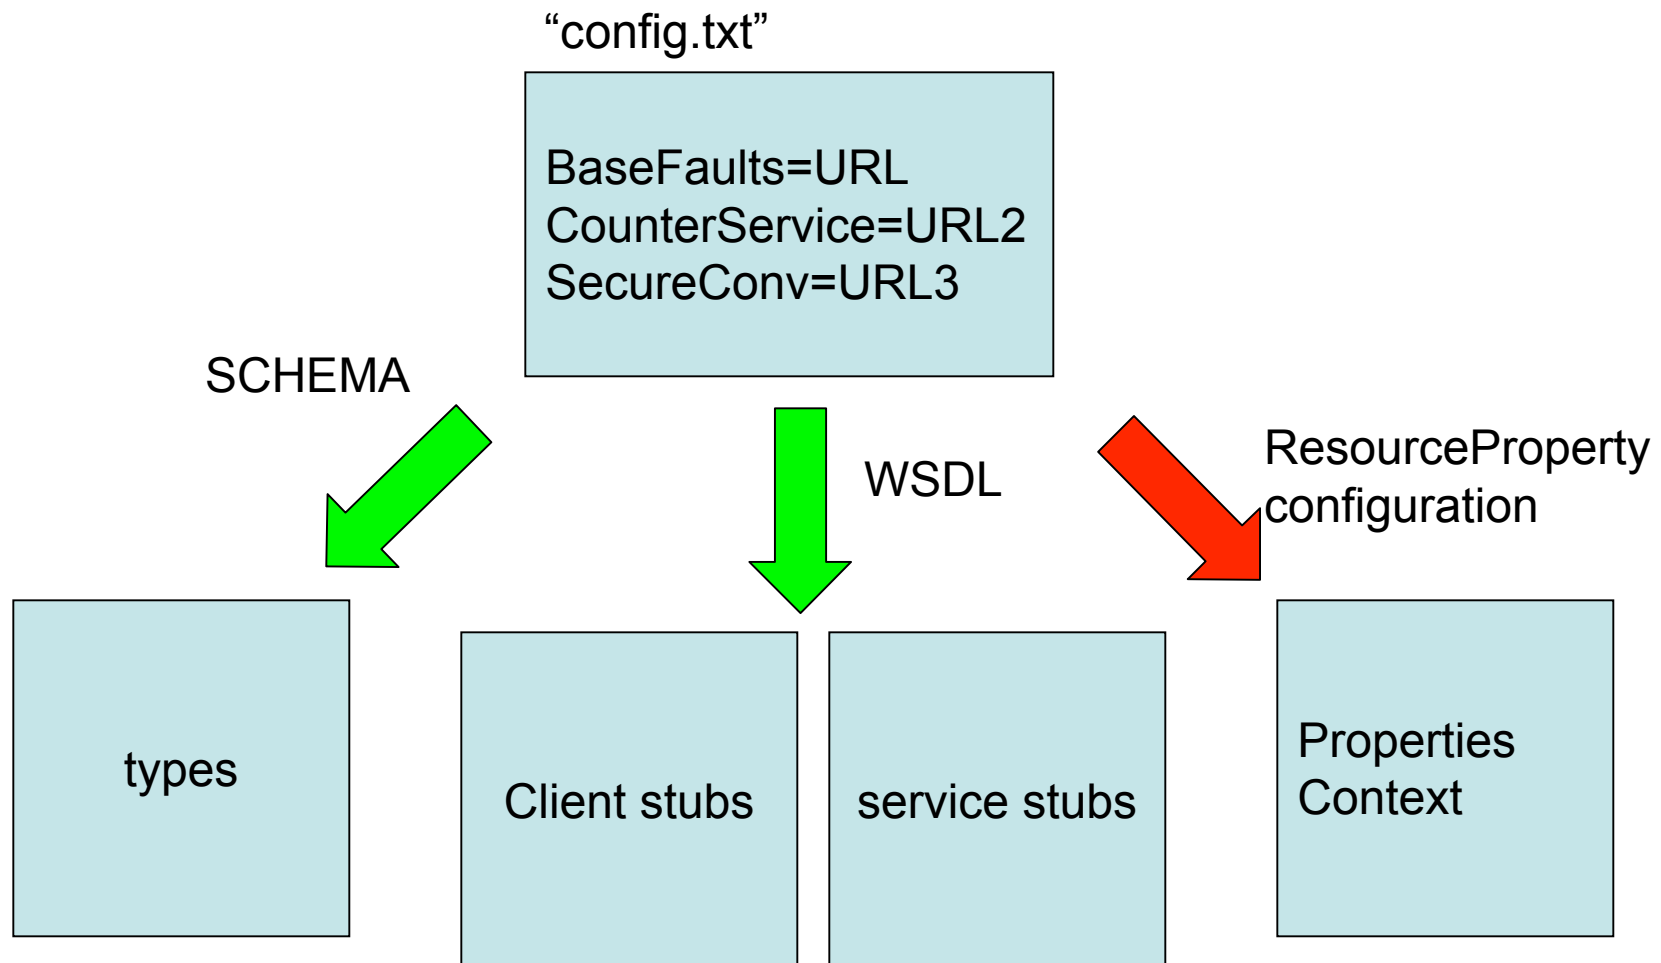 “config.txt”
BaseFaults=URL
CounterService=URL2
SecureConv=URL3
SCHEMA
WSDL
ResourceProperty
configuration
types
Client stubs
service stubs
Properties
Context